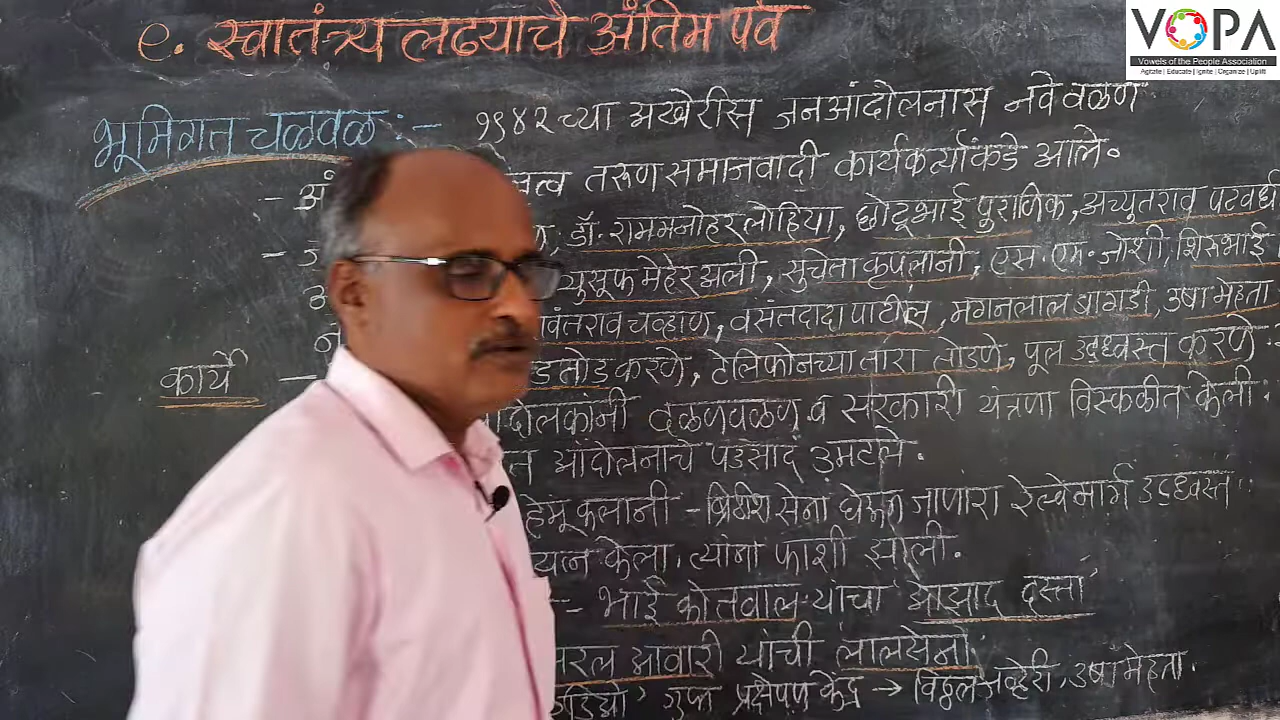 ९. स्वातंत्र्य लढयाचे अंतिम पर्व
VOPA
Vowels of the People Association
Agitate | Educate | Ignite | Organize | Uplift
भूमिगत चळवळ :- १९४२ च्या अखेरीस जनआंदोलनास नवे वळण
- तरुण समाजवादी कार्यकर्त्यांकडे आले.
- डॉ. राममनोहर लोहिया, छोटूभाई पुराणिक, अच्युतराव पटवर्ध
युसूफ मेहेरअली, सुचेता कृपलानी, एस. एम. जोशी, शिरुभाई
वंतराव चव्हाण, वसंतदादा पाटील, मगनलाल बागडी, उषा मेहता
कार्य - तोड करणे, टेलिफोनच्या तारा तोडणे, पूल उद्ध्वस्त करणे.
दोलकांनी दळणवळण व सरकारी यंत्रणा विस्कळीत केली.
त आंदोलनाचे पडसाद उमटले.
हेमू कलानी - ब्रिटिश सेना घेऊन जाणारा रेल्वेमार्ग उद्ध्वस्त
यत्न केला. त्यांना फाशी झाली.
-- भाई कोतवाल यांचा 'आझाद दस्ता'
नरल आवारी यांची लालसेना
रेडिओ' गुप्त प्रक्षेपण केंद्र → विठ्ठल जव्हेरी, उषा मेहता.